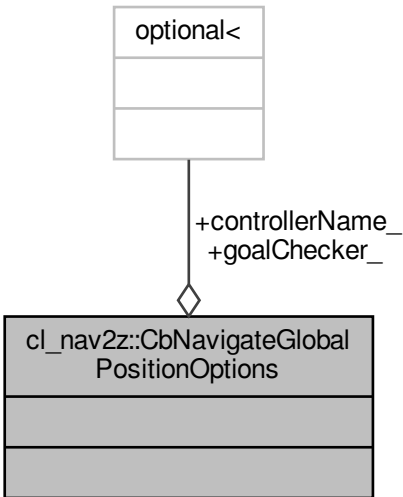 optional<
+controllerName_
+goalChecker_
cl_nav2z::CbNavigateGlobal
PositionOptions